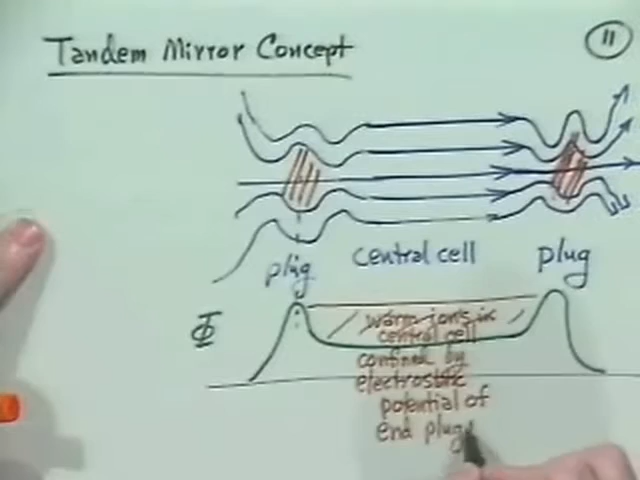 Tandem Mirror Concept
11
plug
central cell
plug
Φ
warm ions in
central cell
confined by
electrostatic
potential of
end plugs